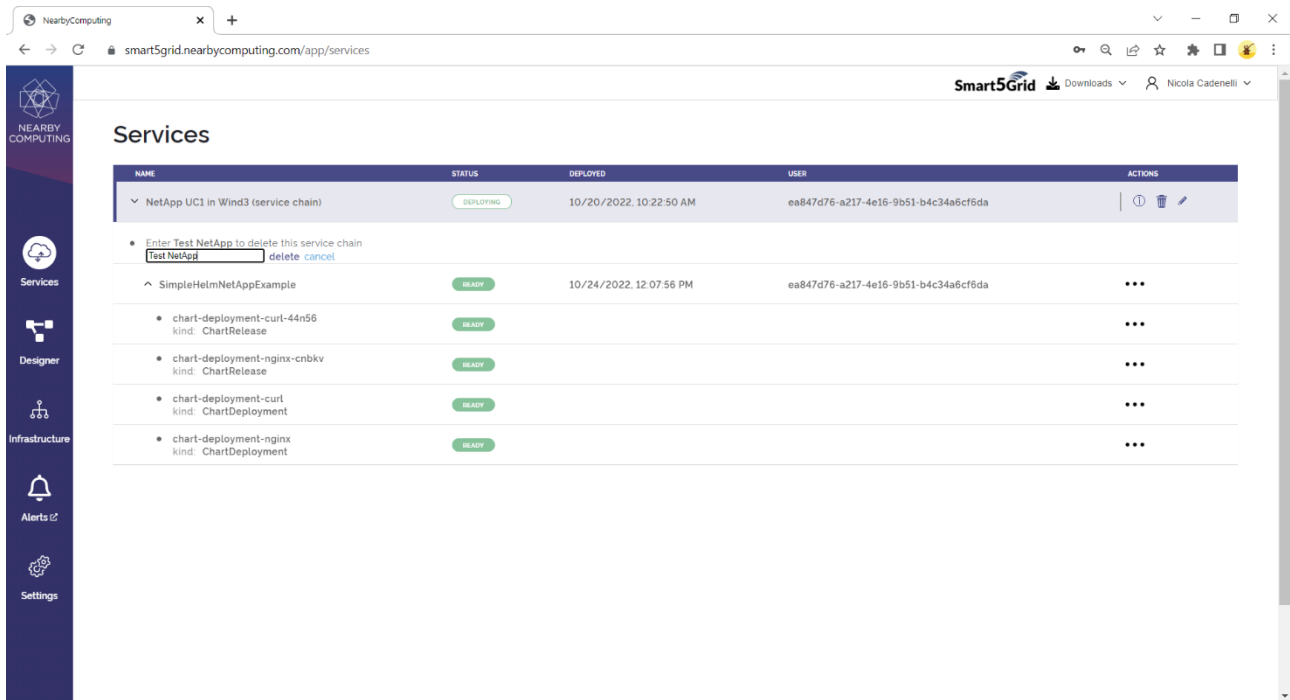 NearbyComputing
smart5grid.nearbycomputing.com/app/services
NEARBY
COMPUTING
Smart5Grid Downloads Nicola Cadenelli
Services
NAME STATUS DEPLOYED USER ACTIONS
NetApp UC1 in Wind3 (service chain) DEPLOYING 10/20/2022, 10:22:50 AM ea847d76-a217-4e16-9b51-b4c34a6cf6da
Enter Test NetApp to delete this service chain
Test NetApp delete cancel
SimpleHelmNetAppExample READY 10/24/2022, 12:07:56 PM ea847d76-a217-4e16-9b51-b4c34a6cf6da
chart-deployment-curl-44n56
kind: ChartRelease READY
chart-deployment-nginx-cnbkv
kind: ChartRelease READY
chart-deployment-curl
kind: ChartDeployment READY
chart-deployment-nginx
kind: ChartDeployment READY
Services
Designer
Infrastructure
Alerts
Settings